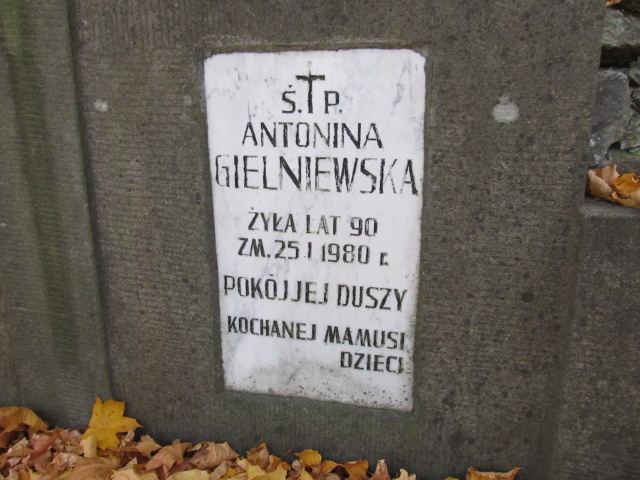 Ś.†P.
ANTONINA
GIELNIEWSKA
ŻYŁA LAT 90
ZM. 25 I 1980 r.
POKÓJ JEJ DUSZY
KOCHANEJ MAMUSI
DZIECI